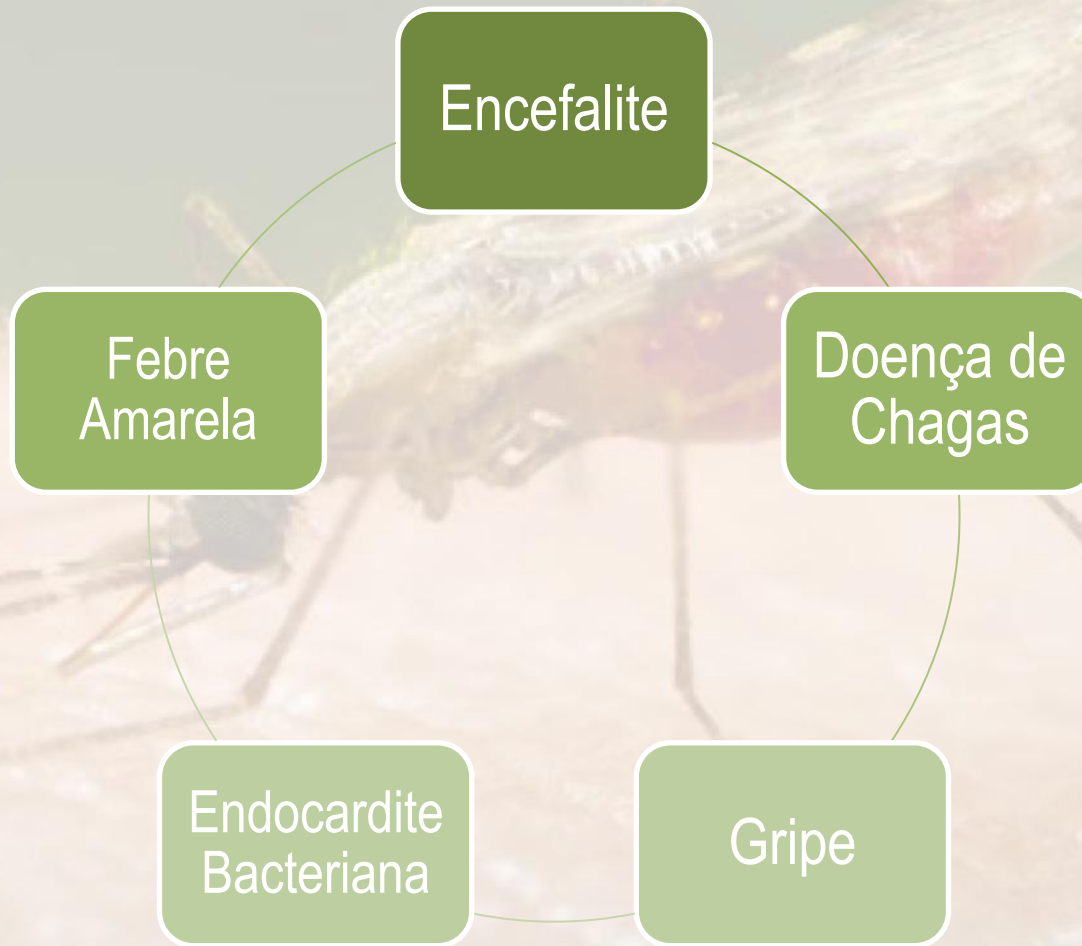 Encefalite
Doença de
Chagas
Gripe
Endocardite
Bacteriana
Febre
Amarela